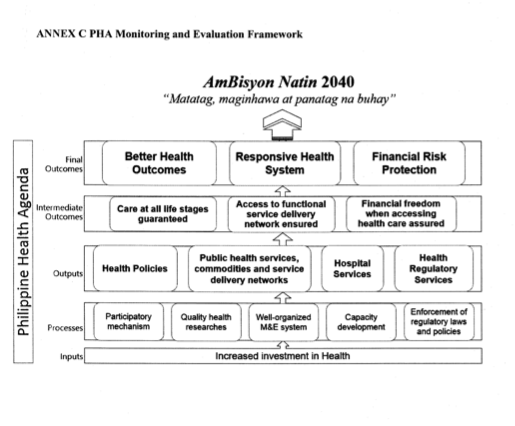 ANNEX C PHA Monitoring and Evaluation Framework
AmBisyon Natin 2040
"Matatag, maginhawa at panatag na buhay"
Philippine Health Agenda
Final
Outcomes
Better Health
Outcomes
Responsive Health
System
Financial Risk
Protection
Intermediate
Outcomes
Care at all life stages
guaranteed
Access to functional
service delivery
network ensured
Financial freedom
when accessing
health care assured
Outputs
Health Policies
Public health services,
commodities and service
delivery networks
Hospital
Services
Health
Regulatory
Services
Processes
Participatory
mechanism
Quality health
researches
Well-organized
M&E system
Capacity
development
Enforcement of
regulatory laws
and policies
Inputs
Increased investment in Health